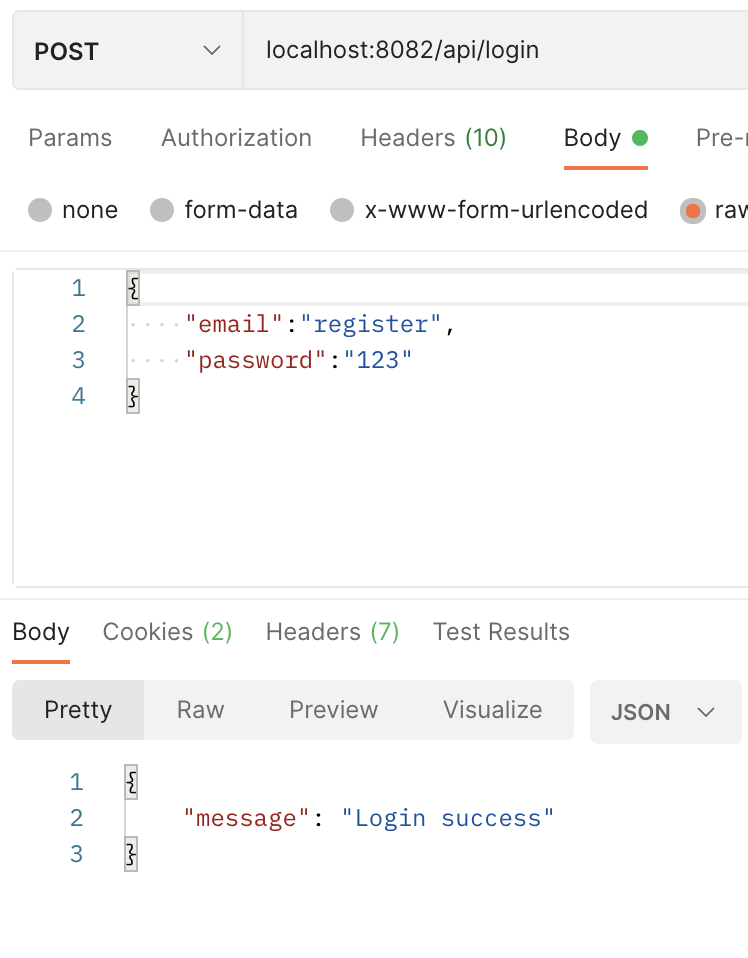 POST localhost:8082/api/login
Params Authorization Headers (10) Body Pre-r
none form-data x-www-form-urlencoded raw
1 {
2 "email":"register",
3 "password":"123"
4 }
Body Cookies (2) Headers (7) Test Results
Pretty Raw Preview Visualize JSON
1 {
2 "message": "Login success"
3 }